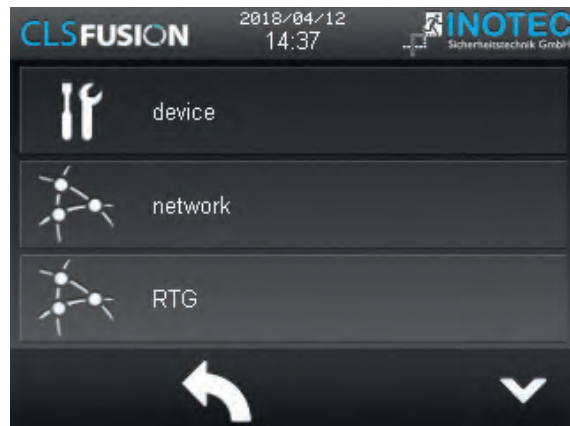 CLSFUSION
2018/04/12
14:37
INOTEC
Sicherheitstechnik GmbH
device
network
RTG